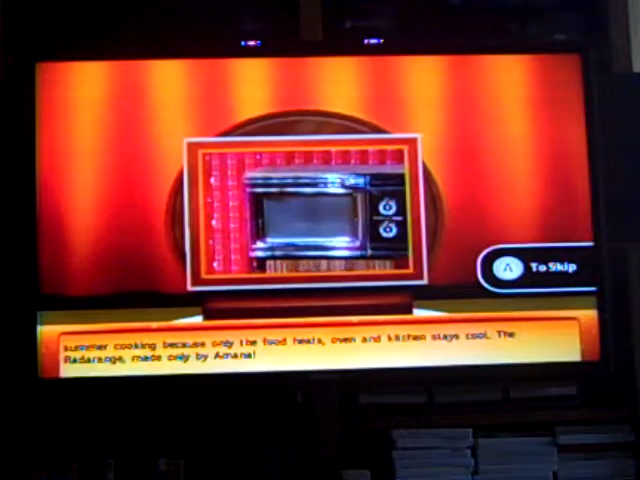 A To Skip
summer cooking because only the food heats, oven and kitchen stays cool. The
Radarange, made only by Amana!